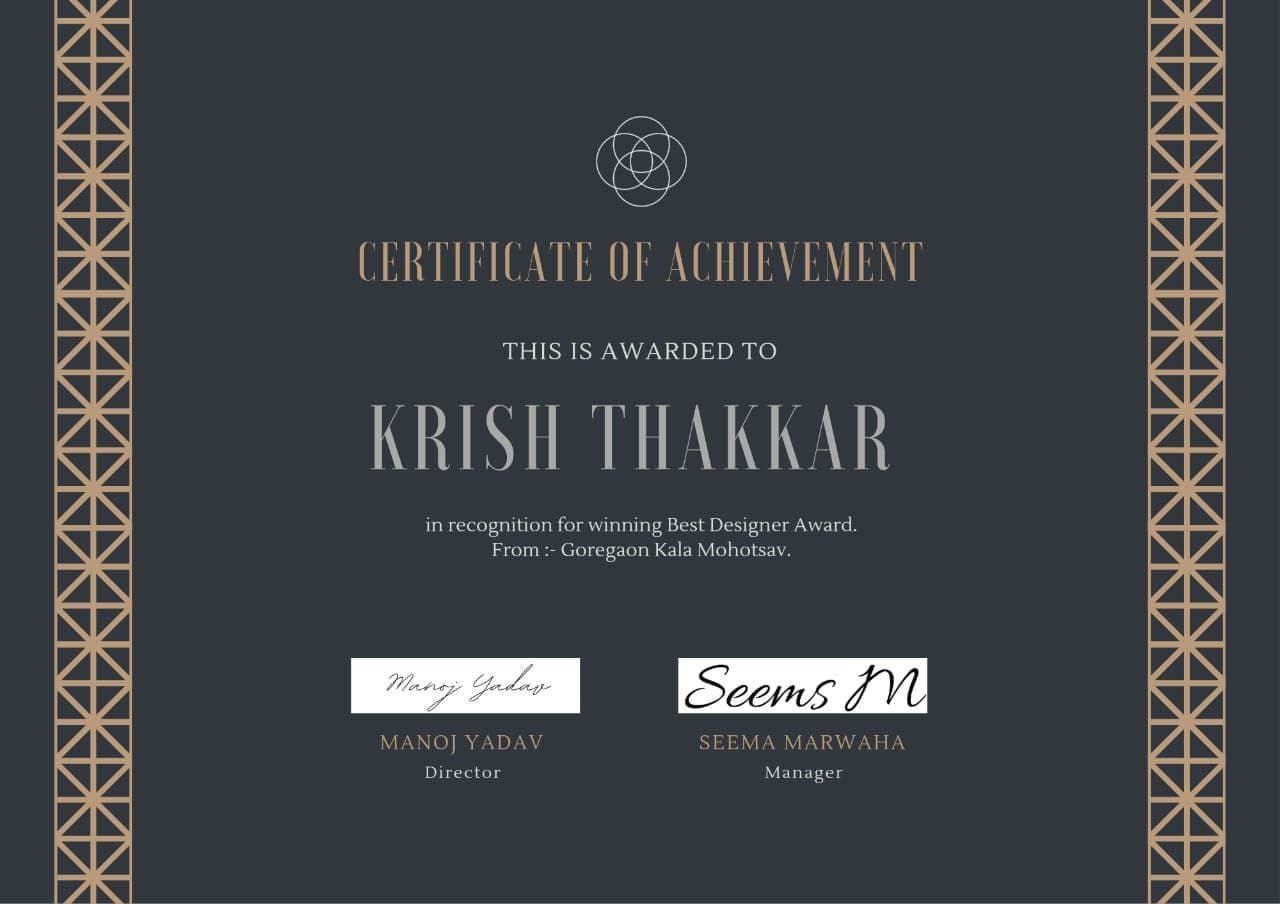 CERTIFICATE OF ACHIEVEMENT
THIS IS AWARDED TO
KRISH THAKKAR
in recognition for winning Best Designer Award.
From :- Goregaon Kala Mohotsav.
Manoj Yadav
Seems M
MANOJ YADAV
SEEMA MARWAHA
Director
Manager